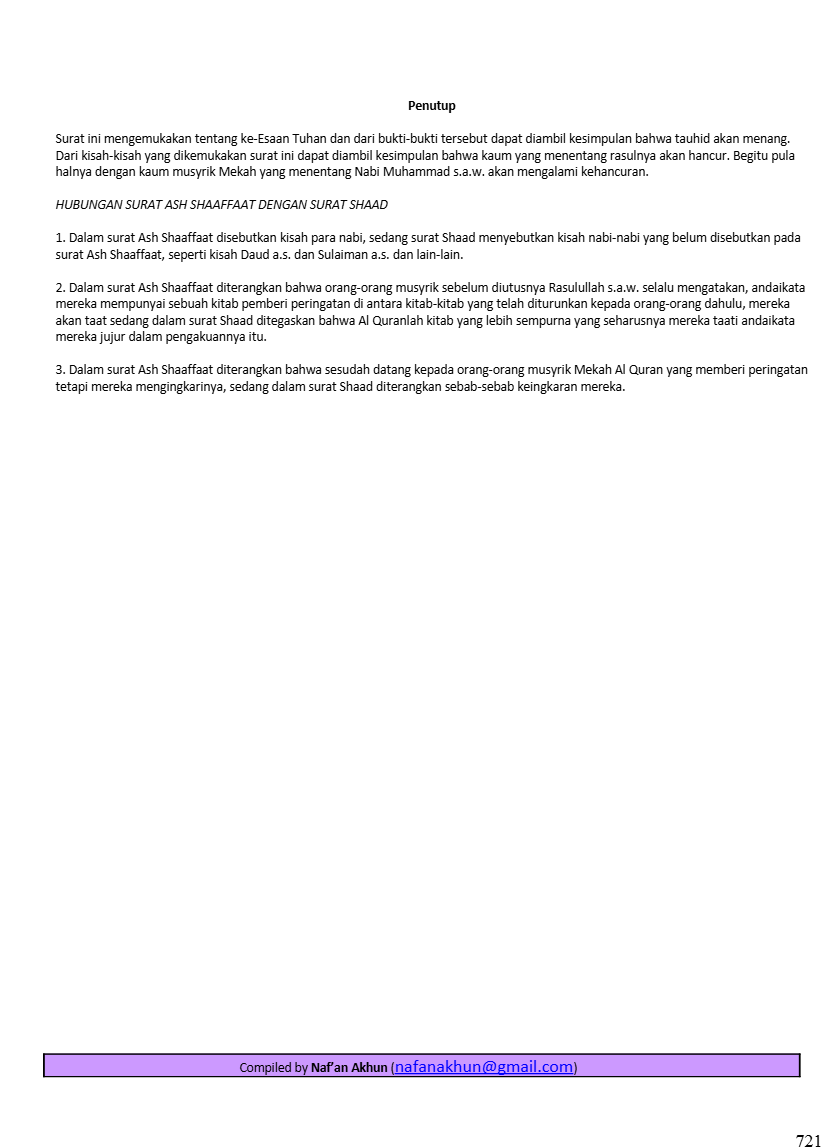 Penutup
Surat ini mengemukakan tentang ke-Esaan Tuhan dan dari bukti-bukti tersebut dapat diambil kesimpulan bahwa tauhid akan menang.
Dari kisah-kisah yang dikemukakan surat ini dapat diambil kesimpulan bahwa kaum yang menentang rasulnya akan hancur. Begitu pula
halnya dengan kaum musyrik Mekah yang menentang Nabi Muhammad s.a.w. akan mengalami kehancuran.
HUBUNGAN SURAT ASH SHAAFFAAT DENGAN SURAT SHAAD
1. Dalam surat Ash Shaaffaat disebutkan kisah para nabi, sedang surat Shaad menyebutkan kisah nabi-nabi yang belum disebutkan pada
surat Ash Shaaffaat, seperti kisah Daud a.s. dan Sulaiman a.s. dan lain-lain.
2. Dalam surat Ash Shaaffaat diterangkan bahwa orang-orang musyrik sebelum diutusnya Rasulullah s.a.w. selalu mengatakan, andaikata
mereka mempunyai sebuah kitab pemberi peringatan di antara kitab-kitab yang telah diturunkan kepada orang-orang dahulu, mereka
akan taat sedang dalam surat Shaad ditegaskan bahwa Al Quranlah kitab yang lebih sempurna yang seharusnya mereka taati andaikata
mereka jujur dalam pengakuannya itu.
3. Dalam surat Ash Shaaffaat diterangkan bahwa sesudah datang kepada orang-orang musyrik Mekah Al Quran yang memberi peringatan
tetapi mereka mengingkarinya, sedang dalam surat Shaad diterangkan sebab-sebab keingkaran mereka.
Compiled by Naf'an Akhun (nafanakhun@gmail.com)
721